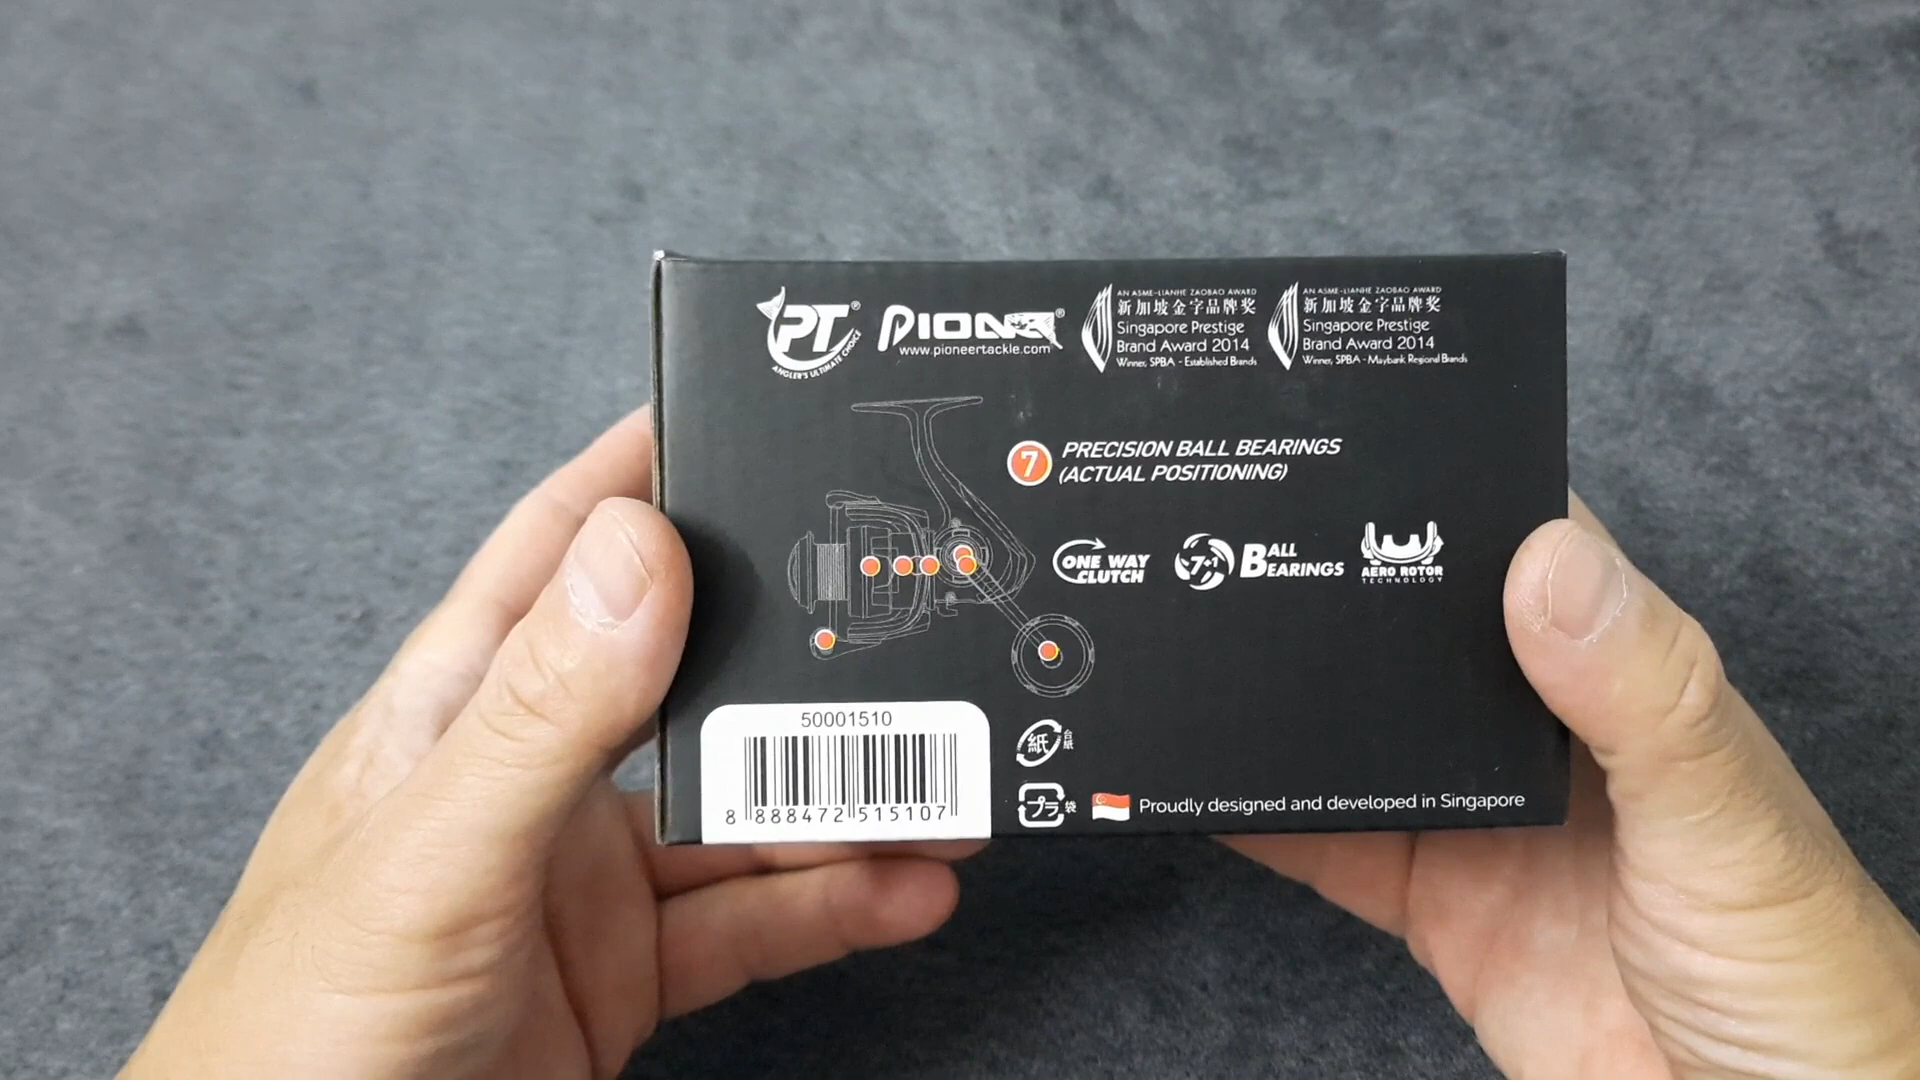 PT®
ANGLER'S ULTIMATE CHOICE
PIONEER®
www.pioneertackle.com
AN ASME-LIANHE ZAOBAO AWARD
新加坡金字品牌奖
Singapore Prestige
Brand Award 2014
Winner, SPBA - Established Brands
AN ASME-LIANHE ZAOBAO AWARD
新加坡金字品牌奖
Singapore Prestige
Brand Award 2014
Winner, SPBA - Maybank Regional Brands
7 PRECISION BALL BEARINGS
(ACTUAL POSITIONING)
ONE WAY
CLUTCH
7+1 BALL
BEARINGS
AERO ROTOR
TECHNOLOGY
50001510
8 888472 515107
紙 台紙
プラ 袋
Proudly designed and developed in Singapore